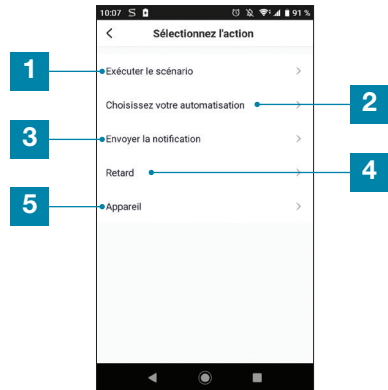 10:07 S 91 %
Sélectionnez l'action
1
Exécuter le scénario
Choisissez votre automatisation
2
3
Envoyer la notification
Retard
4
5
Appareil